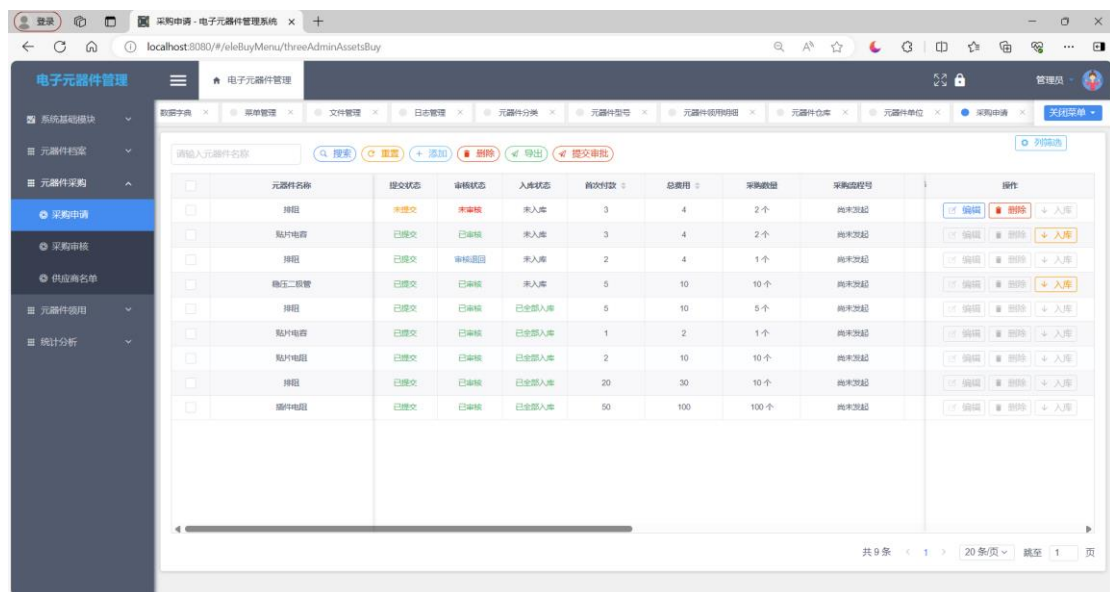 登录 采购申请 - 电子元器件管理系统
localhost:8080/#/eleBuyMenu/threeAdminAssetsBuy
电子元器件管理 电子元器件管理 管理员
数据字典 菜单管理 文件管理 日志管理 元器件分类 元器件型号 元器件领用明细 元器件仓库 元器件单位 采购申请 关闭菜单
系统基础模块
元器件档案
元器件采购
采购申请
采购审核
供应商名单
元器件领用
统计分析
请输入元器件名称 搜索 重置 添加 删除 导出 提交审批 列筛选
元器件名称 提交状态 审核状态 入库状态 首次付款 总费用 采购数量 采购流程号 操作
排阻 未提交 未审核 未入库 3 4 2 个 尚未发起 编辑 删除 入库
贴片电容 已提交 已审核 未入库 3 4 2 个 尚未发起 编辑 删除 入库
排阻 已提交 审核退回 未入库 2 4 1 个 尚未发起 编辑 删除 入库
稳压二极管 已提交 已审核 未入库 5 10 10 个 尚未发起 编辑 删除 入库
排阻 已提交 已审核 已全部入库 5 10 5 个 尚未发起 编辑 删除 入库
贴片电容 已提交 已审核 已全部入库 1 2 1 个 尚未发起 编辑 删除 入库
贴片电阻 已提交 已审核 已全部入库 2 10 10 个 尚未发起 编辑 删除 入库
排阻 已提交 已审核 已全部入库 20 30 10 个 尚未发起 编辑 删除 入库
插件电阻 已提交 已审核 已全部入库 50 100 100 个 尚未发起 编辑 删除 入库
共 9 条 1 20 条/页 跳至 1 页